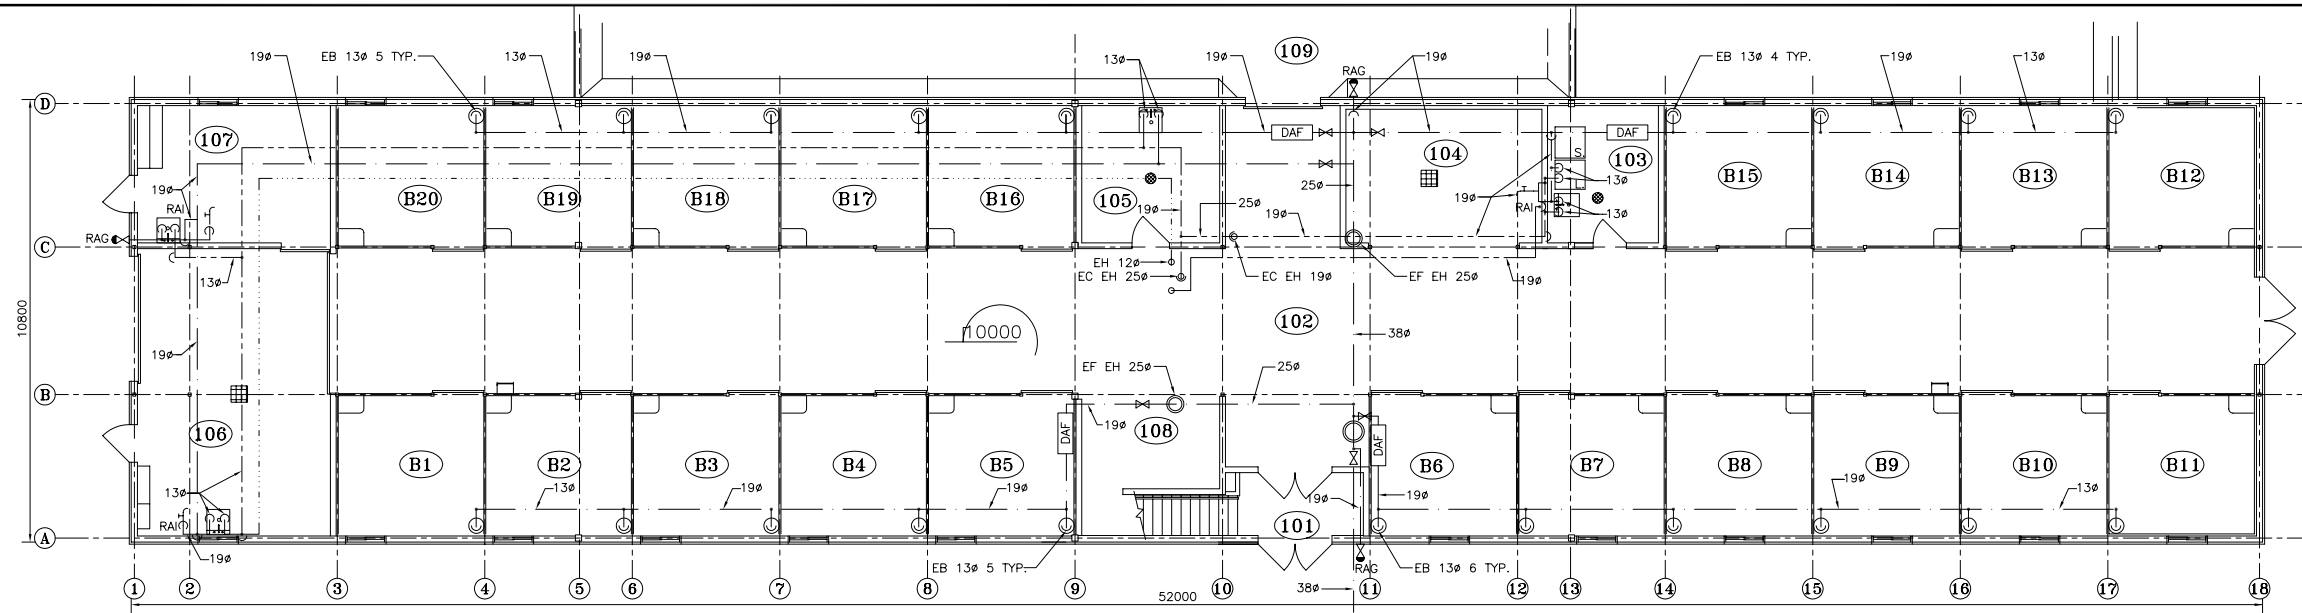 109
19ø
EB 13ø 5 TYP.
13ø
19ø
13ø
19ø
RAG
19ø
EB 13ø 4 TYP.
19ø
13ø
D
107
DAF
DAF
104
S.
103
19ø
25ø
13ø
B20
B19
B18
B17
B16
105
B15
B14
B13
B12
RAI
19ø
25ø
19ø
19ø
RAI
13ø
RAG
C
13ø
EH 12ø
EC EH 25ø
EC EH 19ø
EF EH 25ø
19ø
10800
10000
102
38ø
19ø
EF EH 25ø
25ø
B
106
19ø
108
DAF
DAF
B1
B2
B3
B4
B5
B6
B7
B8
B9
B10
B11
13ø
13ø
19ø
19ø
19ø
19ø
19ø
13ø
RAI
101
A
19ø
EB 13ø 5 TYP.
RAG
EB 13ø 6 TYP.
1
2
3
4
5
6
7
8
9
10
38ø
11
12
13
14
15
16
17
18
52000